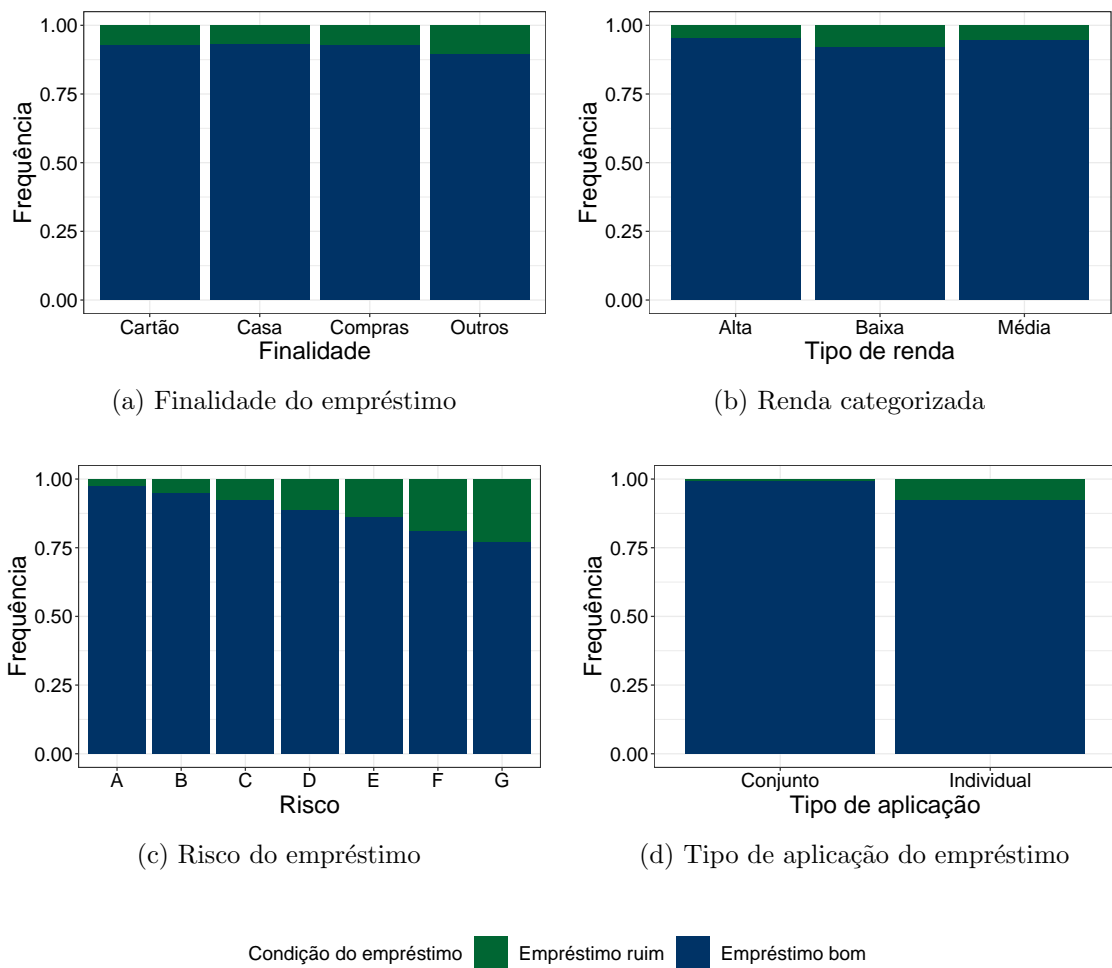 1.00
0.75
0.50
0.25
0.00
Frequência
Cartão Casa Compras Outros
Finalidade
(a) Finalidade do empréstimo
1.00
0.75
0.50
0.25
0.00
Frequência
Alta Baixa Média
Tipo de renda
(b) Renda categorizada
1.00
0.75
0.50
0.25
0.00
Frequência
A B C D E F G
Risco
(c) Risco do empréstimo
1.00
0.75
0.50
0.25
0.00
Frequência
Conjunto Individual
Tipo de aplicação
(d) Tipo de aplicação do empréstimo
Condição do empréstimo Empréstimo ruim Empréstimo bom